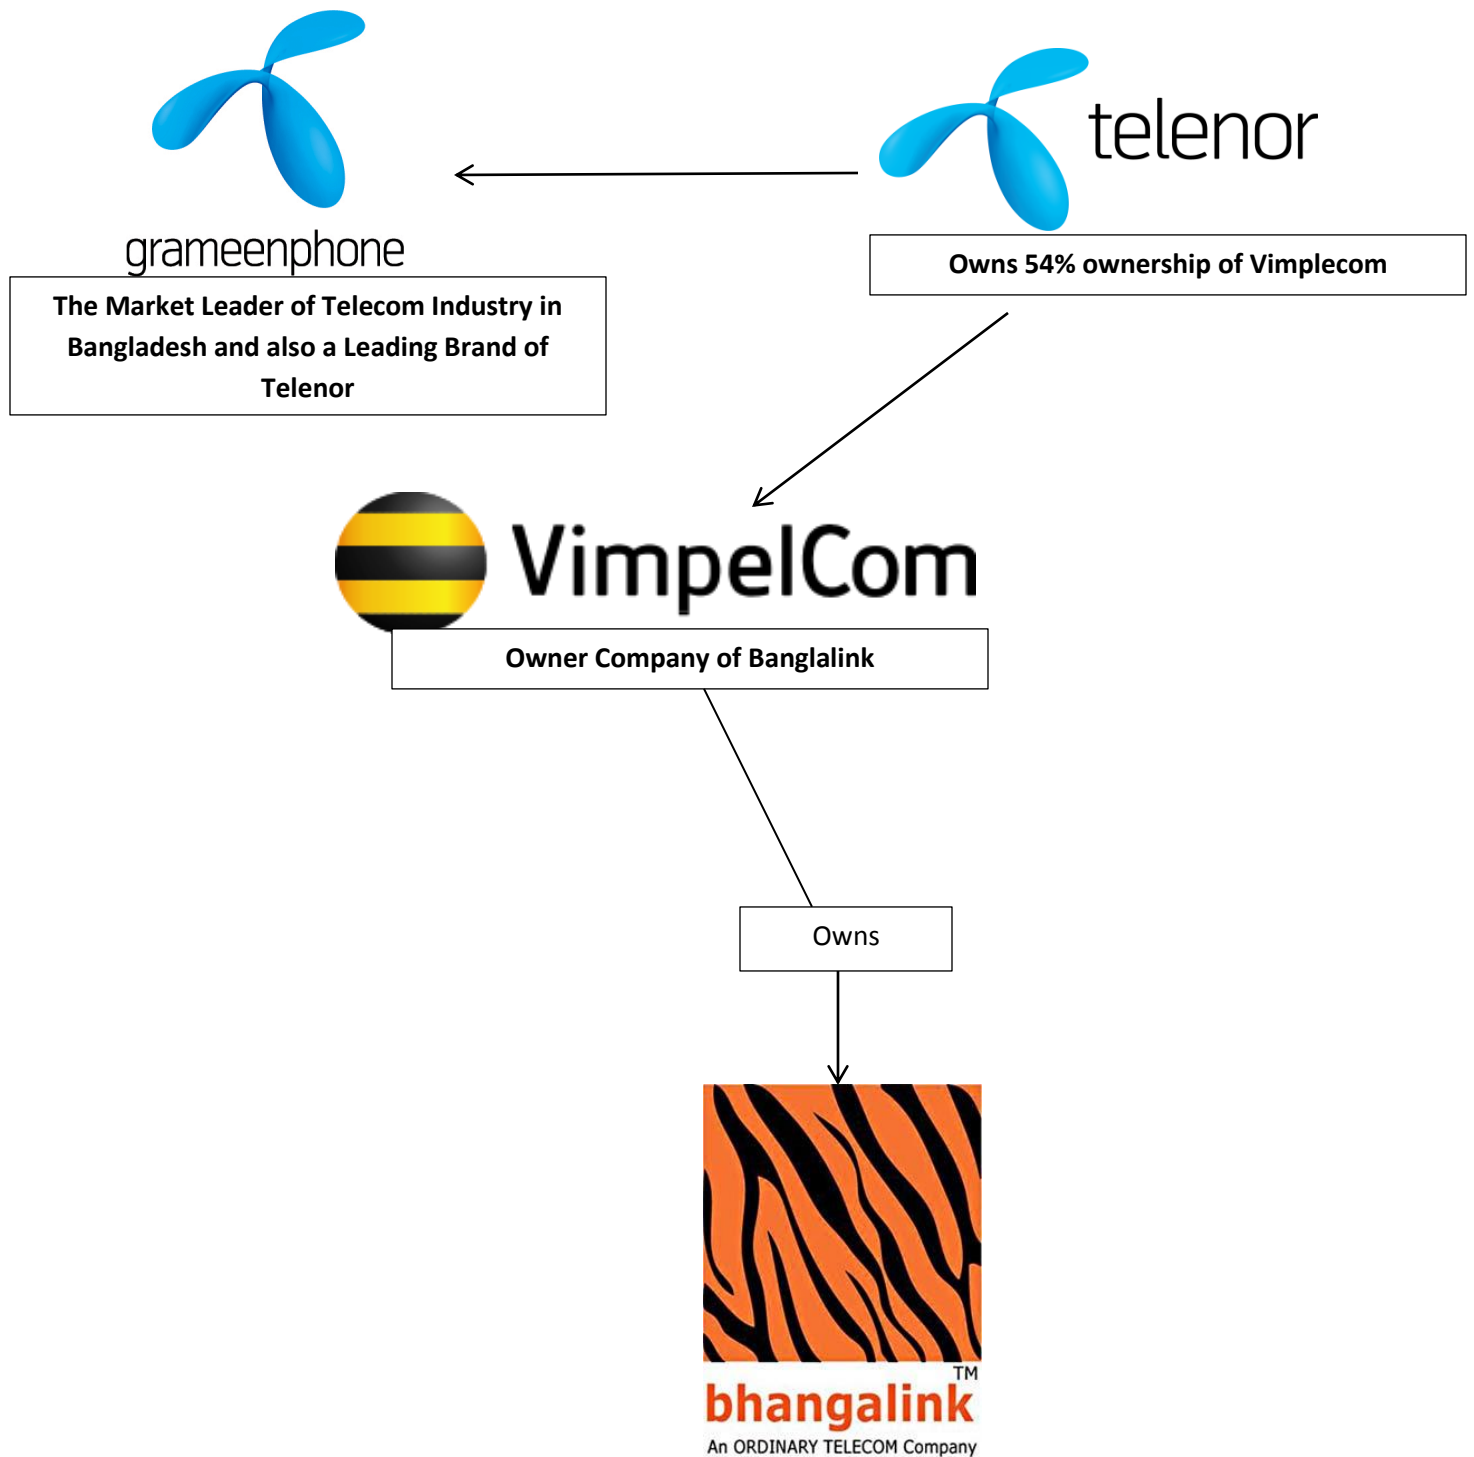 grameenphone
The Market Leader of Telecom Industry in
Bangladesh and also a Leading Brand of
Telenor
telenor
Owns 54% ownership of Vimplecom
VimpelCom
Owner Company of Banglalink
Owns
TM
bhangalink
An ORDINARY TELECOM Company